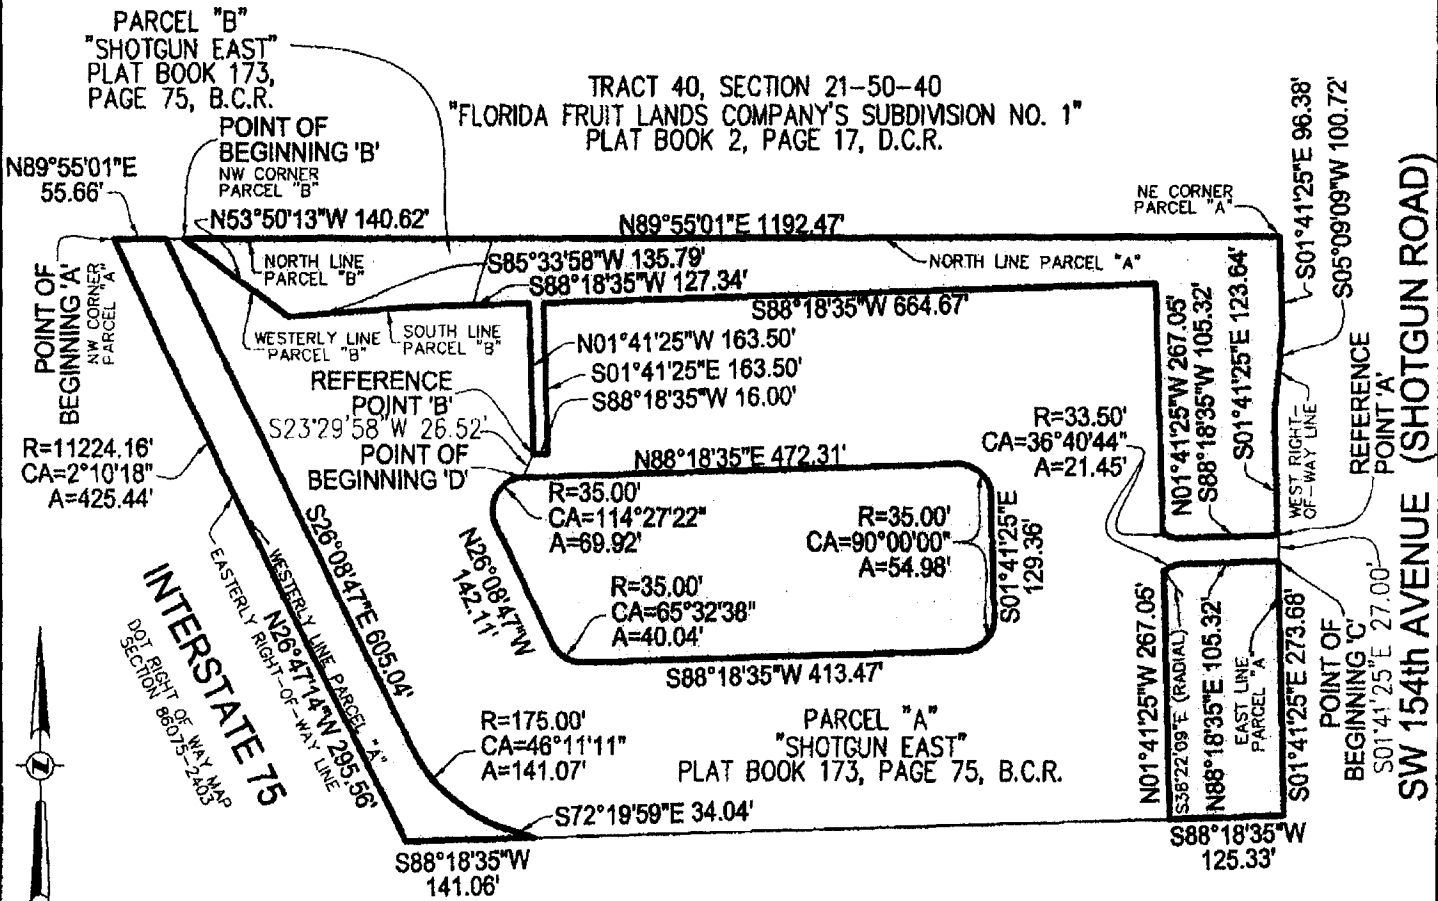 PARCEL "B"
"SHOTGUN EAST"
PLAT BOOK 173,
PAGE 75, B.C.R.
TRACT 40, SECTION 21-50-40
"FLORIDA FRUIT LANDS COMPANY'S SUBDIVISION NO. 1"
PLAT BOOK 2, PAGE 17, D.C.R.
POINT OF
BEGINNING 'B'
NW CORNER
PARCEL "B"
N89°55'01"E
55.66'
N53°50'13"W 140.62'
N89°55'01"E 1192.47'
NE CORNER
PARCEL "A"
S01°41'25"E 96.38'
S05°09'09"W 100.72'
POINT OF
BEGINNING 'A'
NW CORNER
PARCEL "A"
NORTH LINE
PARCEL "B"
S85°33'58"W 135.79'
S88°18'35"W 127.34'
NORTH LINE PARCEL "A"
S88°18'35"W 664.67'
WESTERLY LINE
PARCEL "B"
SOUTH LINE
PARCEL "B"
N01°41'25"W 163.50'
S01°41'25"E 163.50'
S88°18'35"W 16.00'
REFERENCE
POINT 'B'
S23°29'58"W 26.52'
POINT OF
BEGINNING 'D'
N01°41'25"W 267.05'
S88°18'35"W 105.32'
S01°41'25"E 123.64'
WEST RIGHT-
OF-WAY LINE
REFERENCE
POINT 'A'
R=33.50'
CA=36°40'44"
A=21.45'
R=11224.16'
CA=2°10'18"
A=425.44'
N88°18'35"E 472.31'
R=35.00'
CA=114°27'22"
A=69.92'
R=35.00'
CA=90°00'00"
A=54.98'
S01°41'25"E
129.36'
N26°08'47"W
142.11'
R=35.00'
CA=65°32'38"
A=40.04'
S88°18'35"W 413.47'
S26°08'47"E 605.04'
WESTERLY LINE PARCEL "A"
N26°47'14"W 295.56'
EASTERLY RIGHT-OF-WAY LINE
INTERSTATE 75
DOT RIGHT OF WAY MAP
SECTION 86075-2403
Z
R=175.00'
CA=46°11'11"
A=141.07'
PARCEL "A"
"SHOTGUN EAST"
PLAT BOOK 173, PAGE 75, B.C.R.
S72°19'59"E 34.04'
S88°18'35"W
141.06'
N01°41'25"W 267.05'
S38°22'09"E (RADIAL)
N88°18'35"E 105.32'
EAST LINE
PARCEL "A"
S01°41'25"E 273.68'
POINT OF
BEGINNING 'C'
S01°41'25"E 27.00'
SW 154th AVENUE (SHOTGUN ROAD)
S88°18'35"W
125.33'